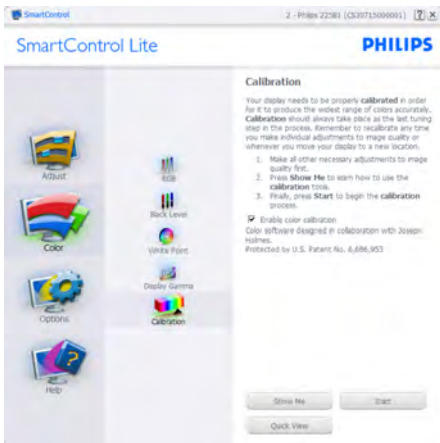 SmartControl
2 - Philips 225B1 (CS30715000001)
SmartControl Lite
PHILIPS
Adjust
Color
Options
Help
RGB
Black Level
White Point
Display Gamma
Calibration
Calibration
Your display needs to be properly calibrated in order
for it to produce the widest range of colors accurately.
Calibration should always take place as the last tuning
step in the process. Remember to recalibrate any time
you make individual adjustments to image quality or
whenever you move your display to a new location.
1. Make all other necessary adjustments to image
quality first.
2. Press Show Me to learn how to use the
calibration tools.
3. Finally, press Start to begin the calibration
process.
Enable color calibration
Color software designed in collaboration with Joseph
Holmes.
Protected by U.S. Patent No. 6,686,953
Show Me
Start
Quick View